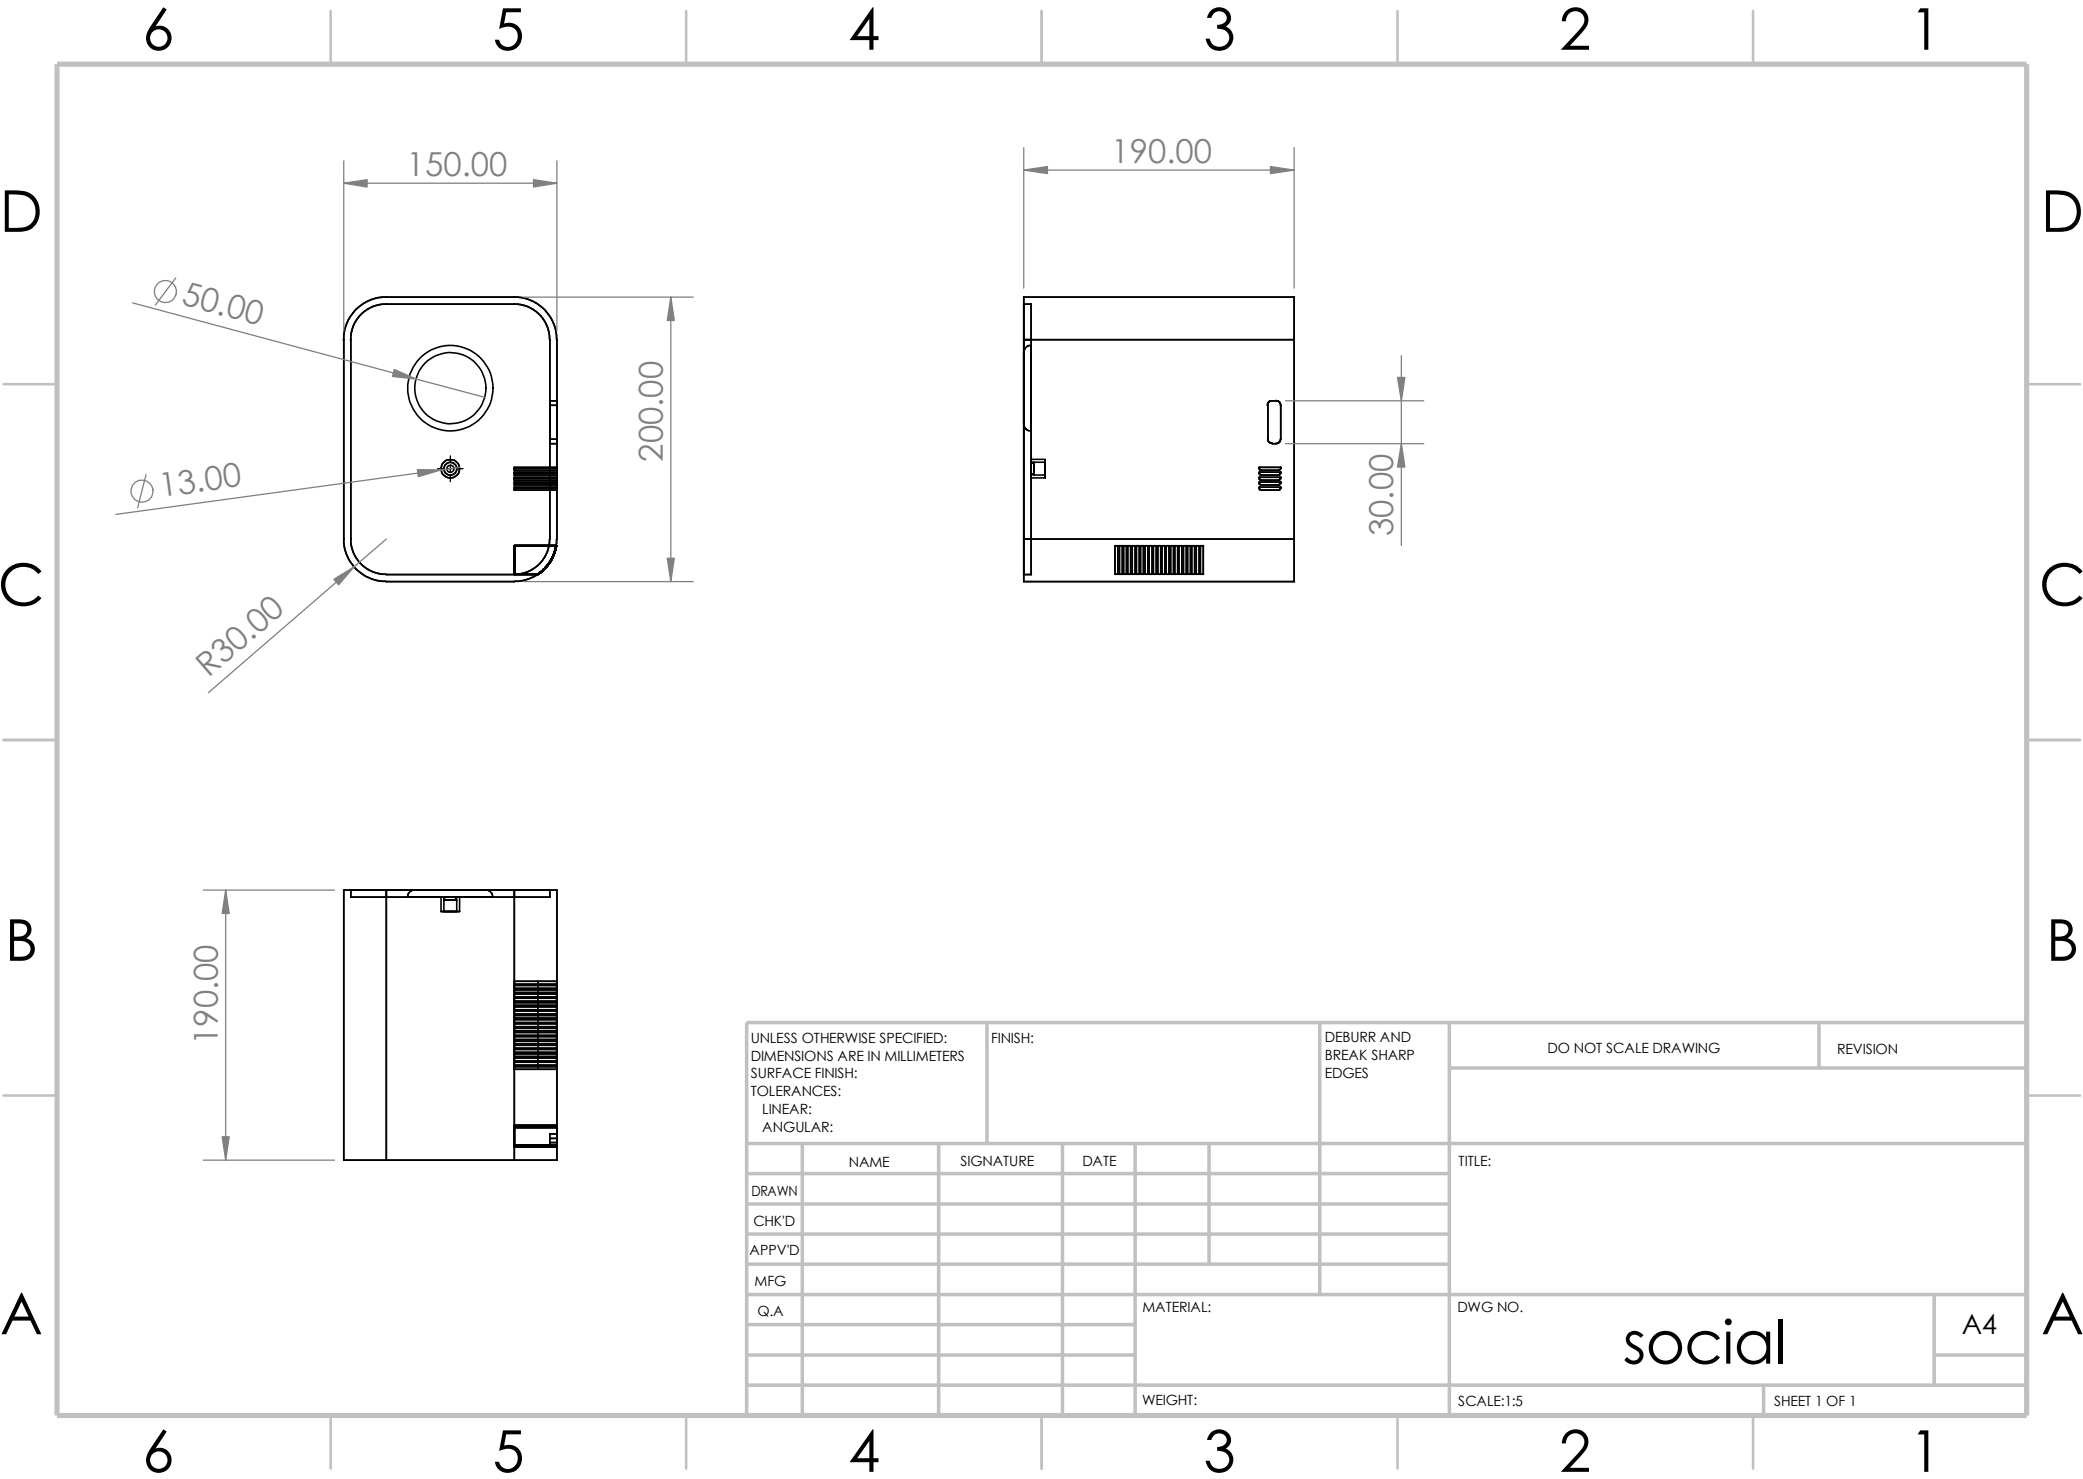 6 5 4 3 2 1
D D
150.00
190.00
Ø50.00
200.00
Ø13.00
30.00
C C
R30.00
B B
190.00
UNLESS OTHERWISE SPECIFIED:
DIMENSIONS ARE IN MILLIMETERS
SURFACE FINISH:
TOLERANCES:
LINEAR:
ANGULAR:
FINISH:
DEBURR AND
BREAK SHARP
EDGES
DO NOT SCALE DRAWING
REVISION
NAME SIGNATURE DATE
TITLE:
DRAWN
CHK'D
APPV'D
MFG
Q.A
MATERIAL:
DWG NO.
social
A4
A A
WEIGHT:
SCALE:1:5
SHEET 1 OF 1
6 5 4 3 2 1